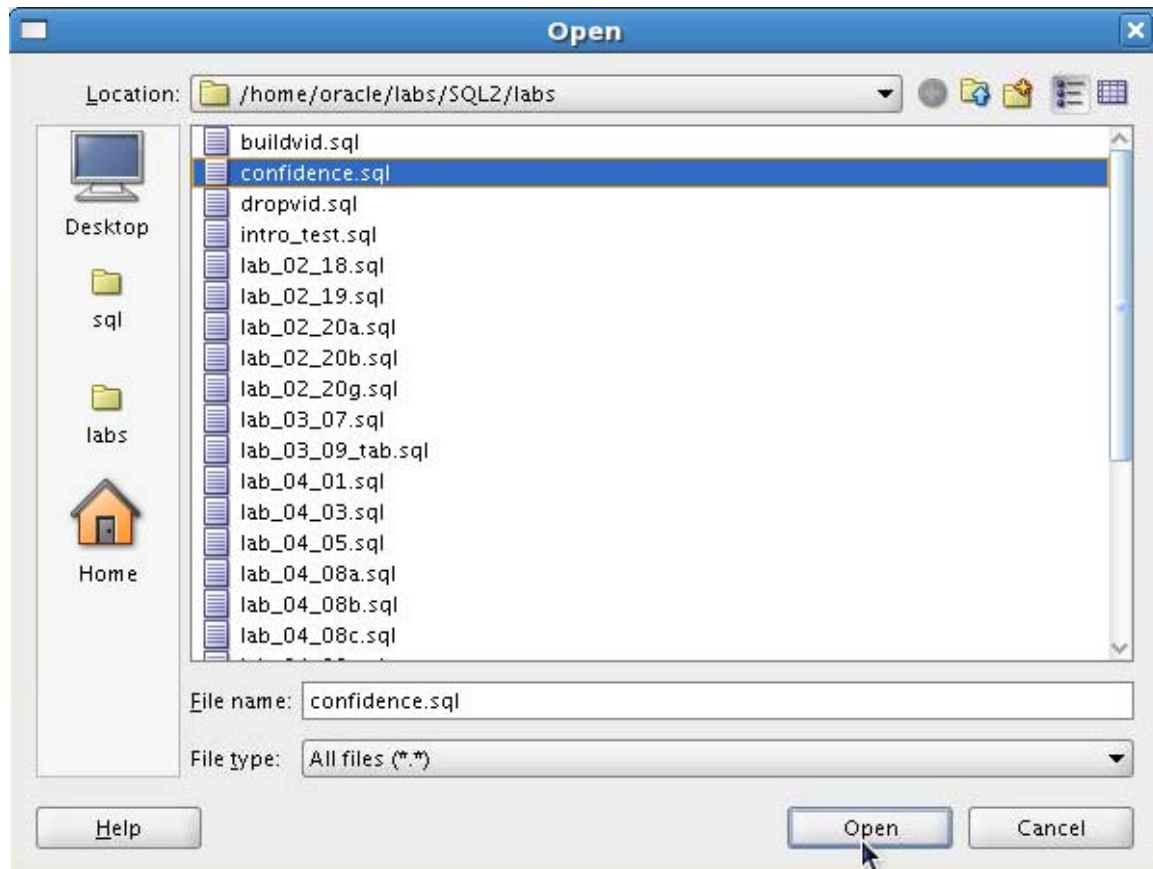 Open
Location: /home/oracle/labs/SQL2/labs
Desktop
sql
labs
Home
buildvid.sql
confidence.sql
dropvid.sql
intro_test.sql
lab_02_18.sql
lab_02_19.sql
lab_02_20a.sql
lab_02_20b.sql
lab_02_20g.sql
lab_03_07.sql
lab_03_09_tab.sql
lab_04_01.sql
lab_04_03.sql
lab_04_05.sql
lab_04_08a.sql
lab_04_08b.sql
lab_04_08c.sql
File name: confidence.sql
File type: All files (*.*)
Help
Open
Cancel